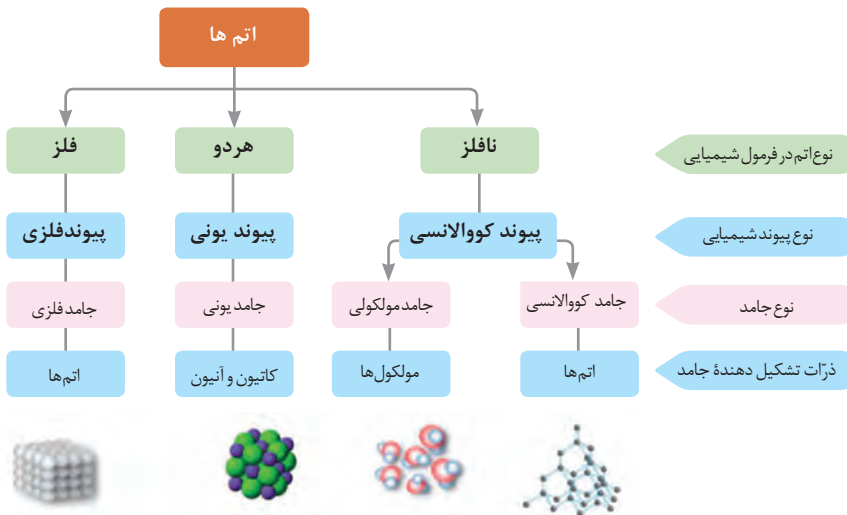 اتم ها
نوع اتم در فرمول شیمیایی
نافلز
هردو
فلز
نوع پیوند شیمیایی
پیوند کووالانسی
پیوند یونی
پیوند فلزی
نوع جامد
جامد کووالانسی
جامد مولکولی
جامد یونی
جامد فلزی
ذرّات تشکیل دهندهٔ جامد
اتم‌ها
مولکول‌ها
کاتیون و آنیون
اتم‌ها